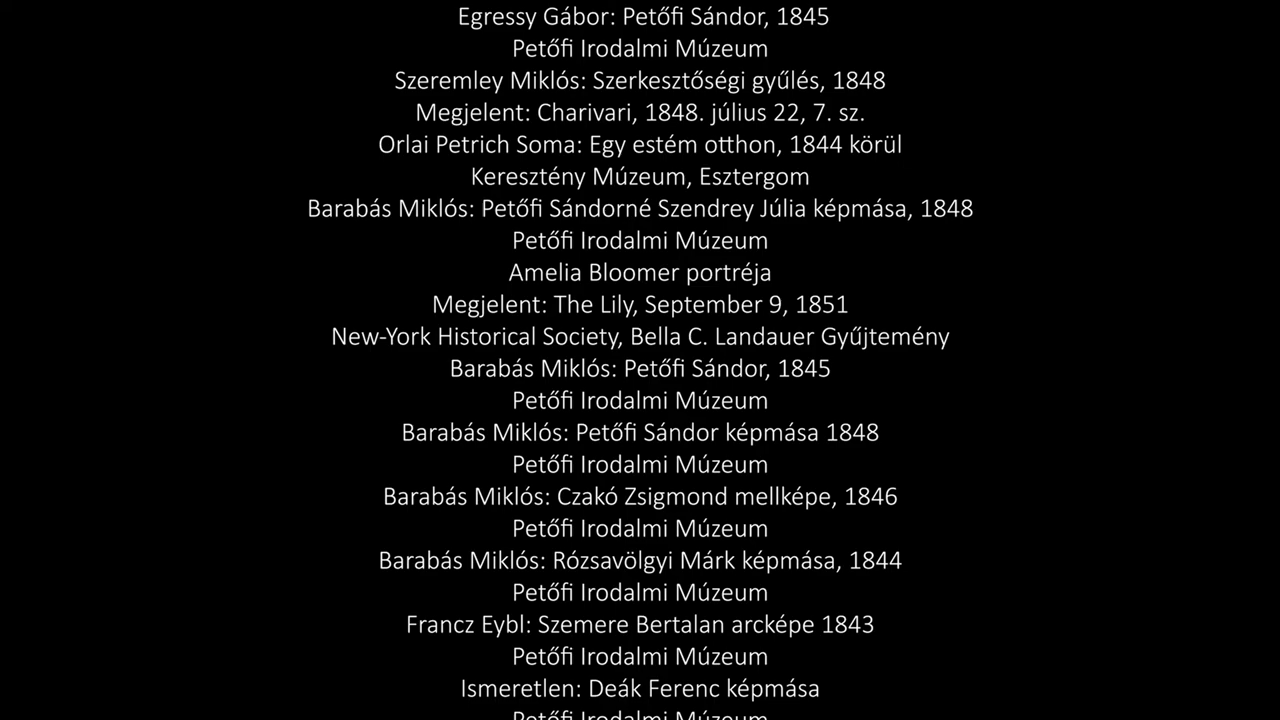 Egressy Gábor: Petőfi Sándor, 1845
Petőfi Irodalmi Múzeum
Szeremley Miklós: Szerkesztőségi gyűlés, 1848
Megjelent: Charivari, 1848. július 22, 7. sz.
Orlai Petrich Soma: Egy estém otthon, 1844 körül
Keresztény Múzeum, Esztergom
Barabás Miklós: Petőfi Sándorné Szendrey Júlia képmása, 1848
Petőfi Irodalmi Múzeum
Amelia Bloomer portréja
Megjelent: The Lily, September 9, 1851
New-York Historical Society, Bella C. Landauer Gyűjtemény
Barabás Miklós: Petőfi Sándor, 1845
Petőfi Irodalmi Múzeum
Barabás Miklós: Petőfi Sándor képmása 1848
Petőfi Irodalmi Múzeum
Barabás Miklós: Czakó Zsigmond mellképe, 1846
Petőfi Irodalmi Múzeum
Barabás Miklós: Rózsavölgyi Márk képmása, 1844
Petőfi Irodalmi Múzeum
Francz Eybl: Szemere Bertalan arcképe 1843
Petőfi Irodalmi Múzeum
Ismeretlen: Deák Ferenc képmása
Petőfi Irodalmi Múzeum